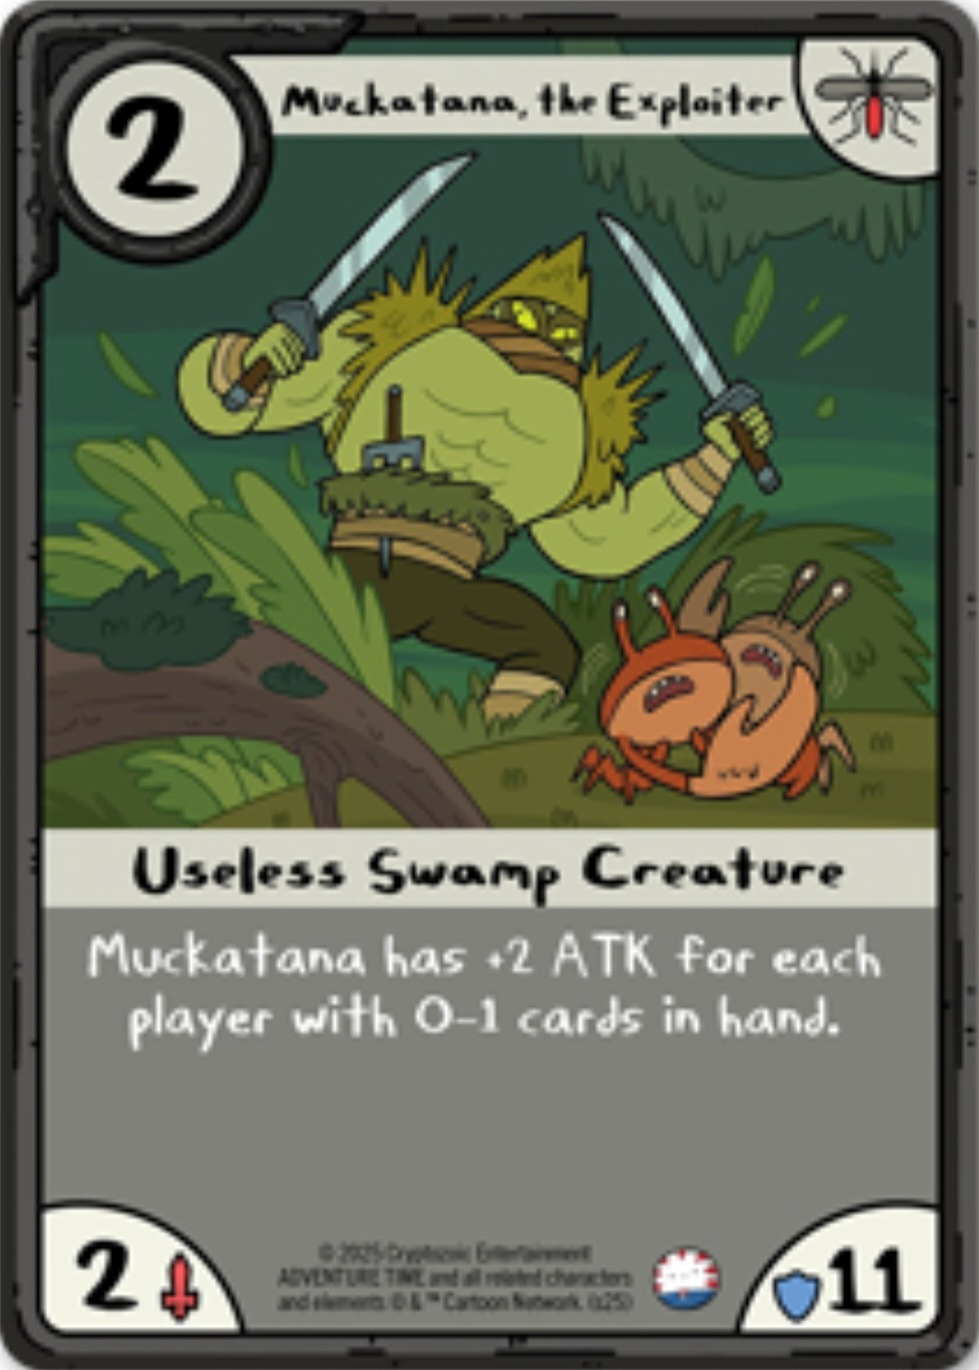 2
Muckatana, the Exploiter
Useless Swamp Creature
Muckatana has +2 ATK for each
player with 0-1 cards in hand.
2
© 2025 Cryptozoic Entertainment
ADVENTURE TIME and all related characters
and elements © & ™ Cartoon Network. (s25)
11